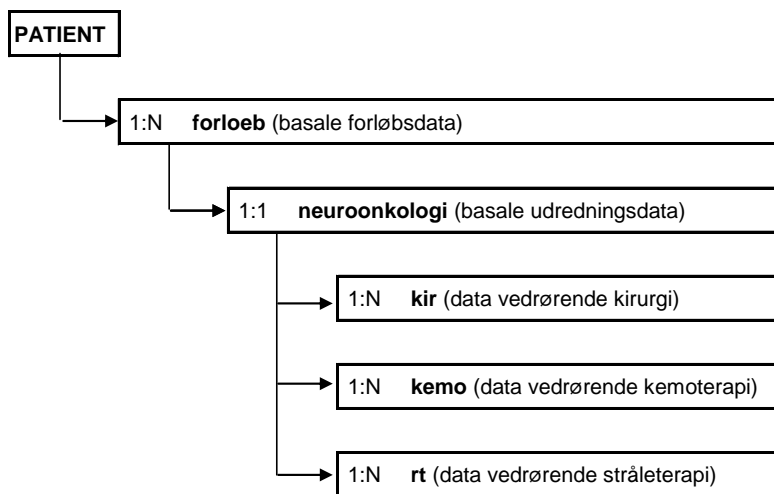 PATIENT
1:N forloeb (basale forløbsdata)
1:1 neuroonkologi (basale udredningsdata)
1:N kir (data vedrørende kirurgi)
1:N kemo (data vedrørende kemoterapi)
1:N rt (data vedrørende stråleterapi)